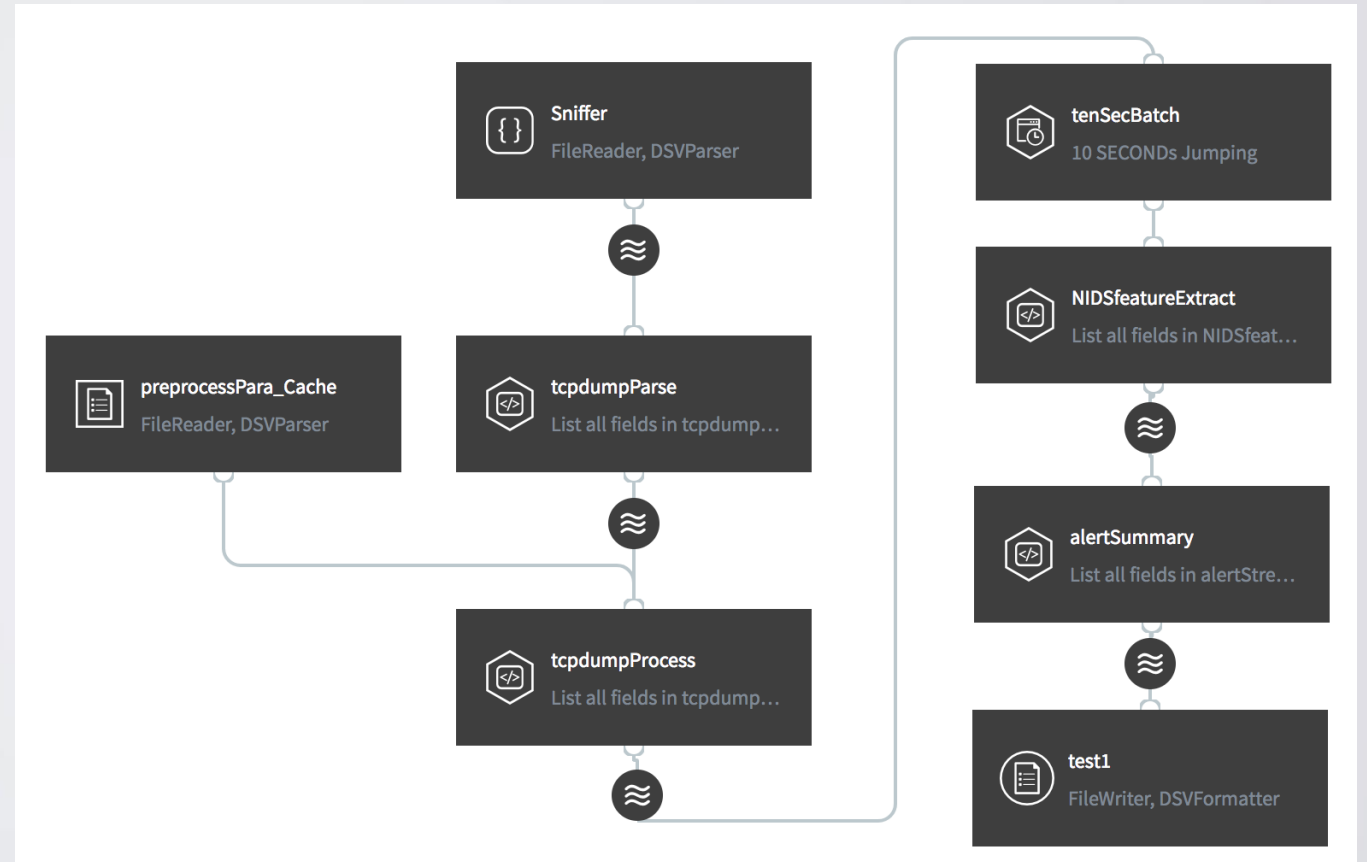 Sniffer
FileReader, DSVParser
preprocessPara_Cache
FileReader, DSVParser
tcpdumpParse
List all fields in tcpdump...
tcpdumpProcess
List all fields in tcpdump...
tenSecBatch
10 SECONDs Jumping
NIDSfeatureExtract
List all fields in NIDSfeat...
alertSummary
List all fields in alertStre...
test1
FileWriter, DSVFormatter